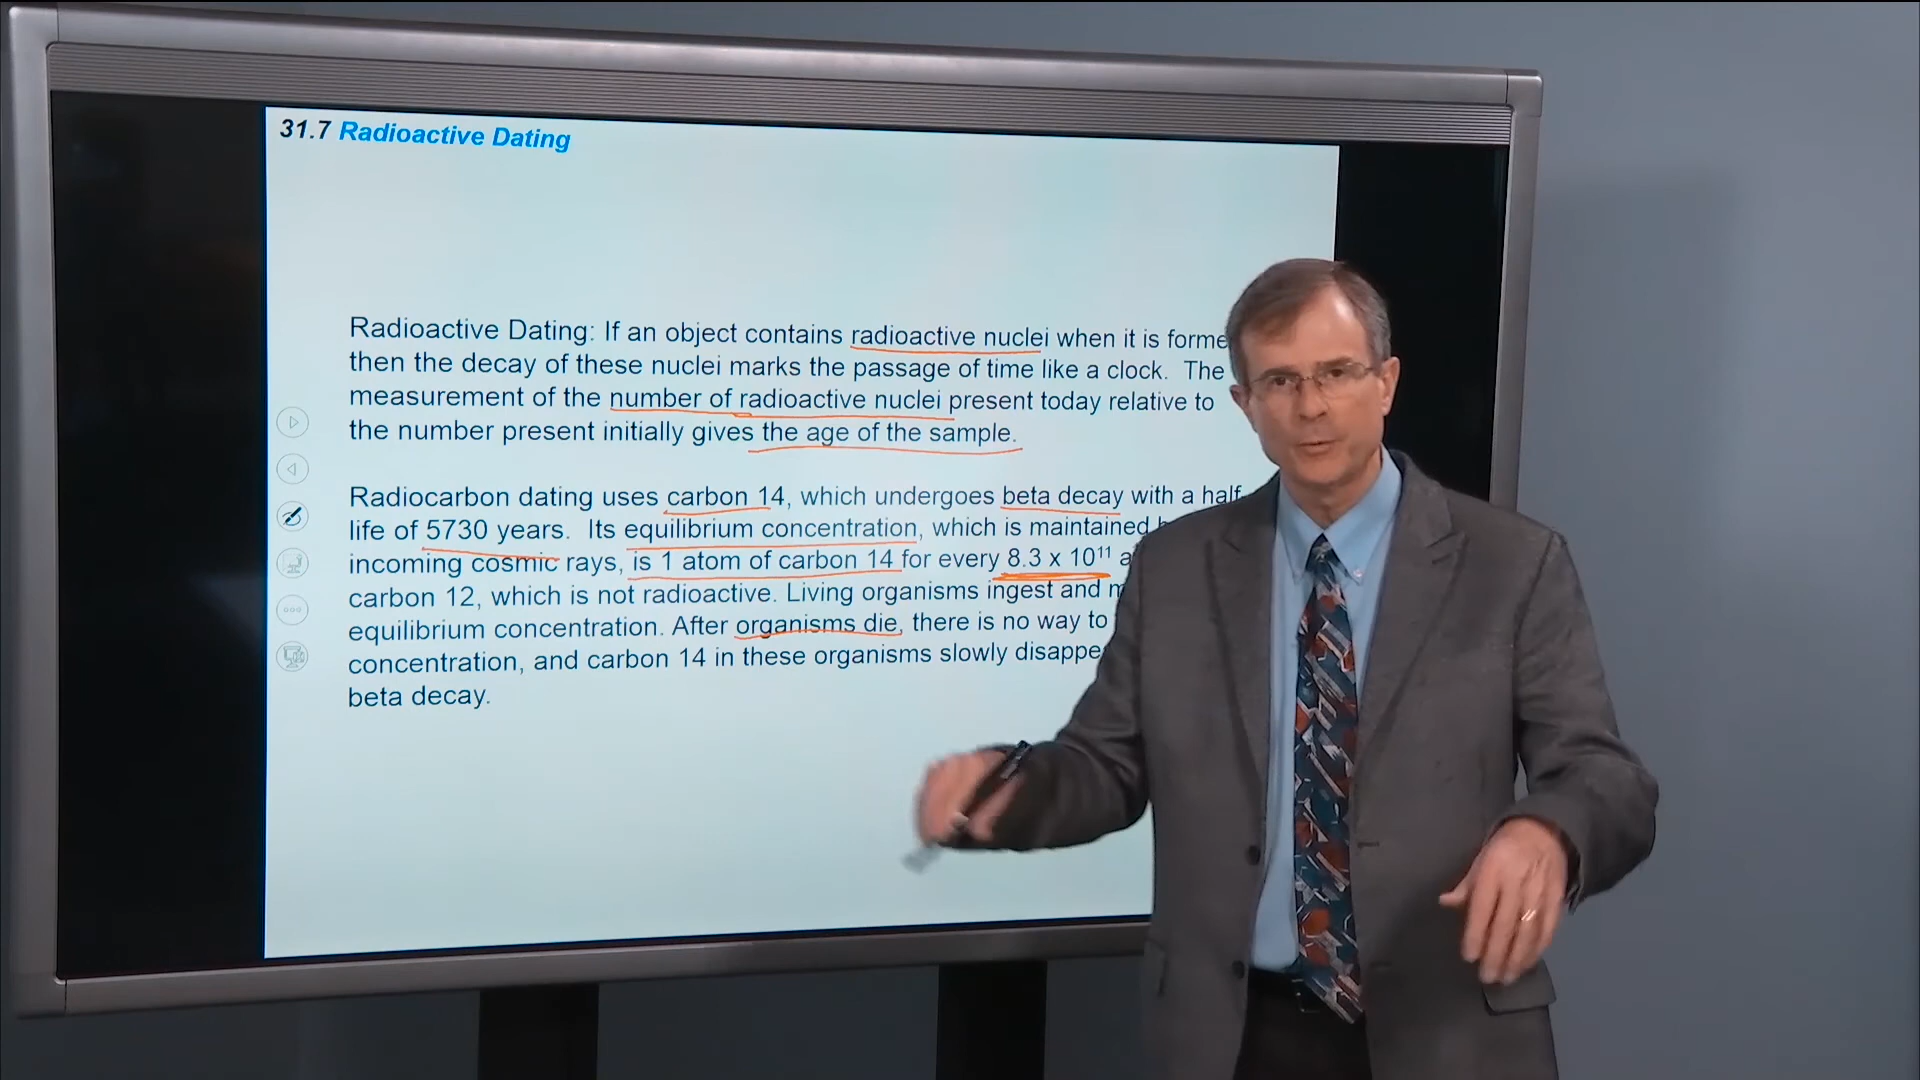 31.7 Radioactive Dating
Radioactive Dating: If an object contains radioactive nuclei when it is forme
then the decay of these nuclei marks the passage of time like a clock. The
measurement of the number of radioactive nuclei present today relative to
the number present initially gives the age of the sample.
Radiocarbon dating uses carbon 14, which undergoes beta decay with a half
life of 5730 years. Its equilibrium concentration, which is maintained
incoming cosmic rays, is 1 atom of carbon 14 for every 8.3 x 10¹¹ a
carbon 12, which is not radioactive. Living organisms ingest and m
equilibrium concentration. After organisms die, there is no way to
concentration, and carbon 14 in these organisms slowly disappe
beta decay.